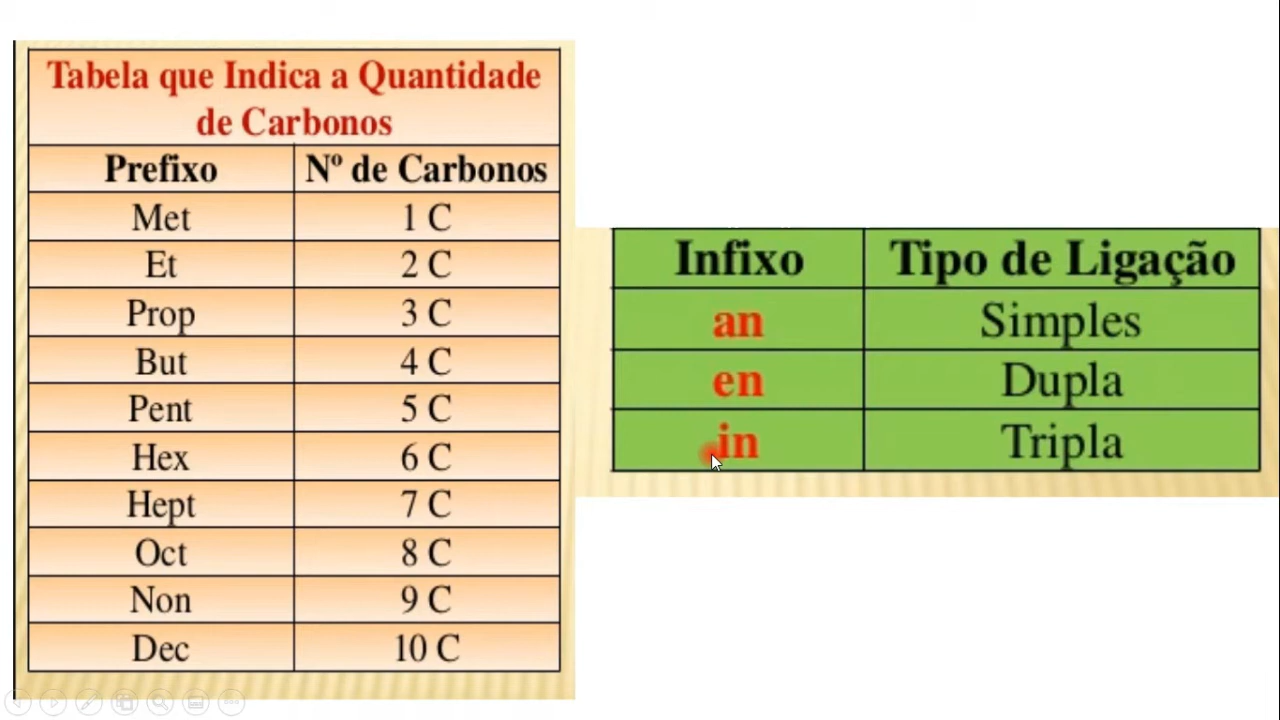 Tabela que Indica a Quantidade
de Carbonos
Prefixo Nº de Carbonos
Met 1 C
Et 2 C
Prop 3 C
But 4 C
Pent 5 C
Hex 6 C
Hept 7 C
Oct 8 C
Non 9 C
Dec 10 C
Infixo Tipo de Ligação
an Simples
en Dupla
in Tripla